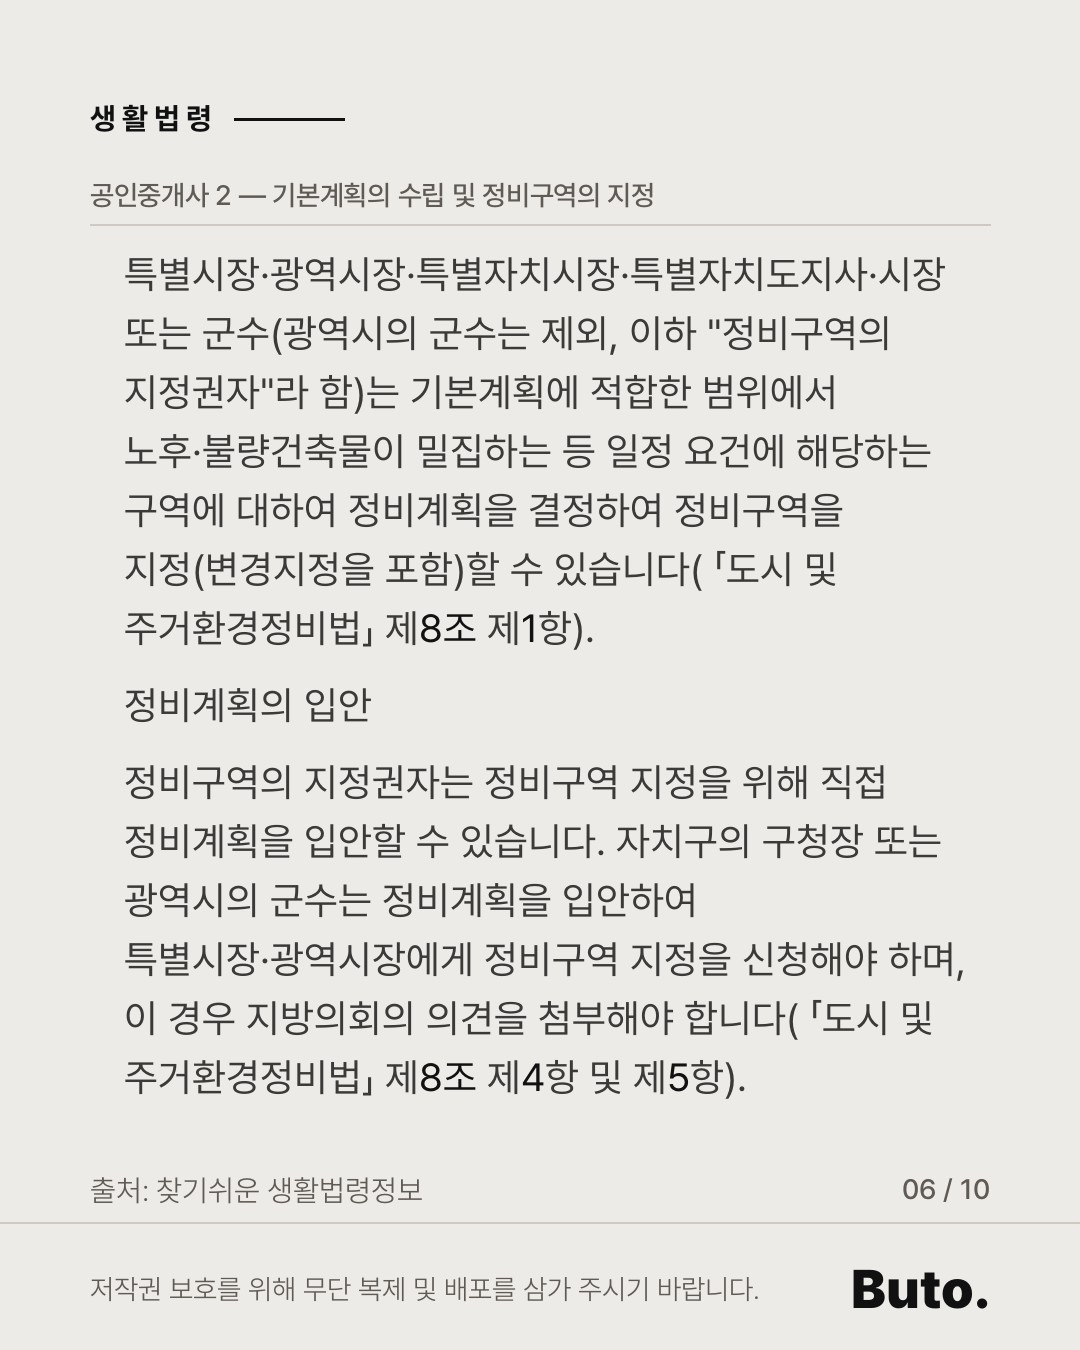 생활법령
공인중개사 2 — 기본계획의 수립 및 정비구역의 지정
특별시장·광역시장·특별자치시장·특별자치도지사·시장
또는 군수(광역시의 군수는 제외, 이하 "정비구역의
지정권자"라 함)는 기본계획에 적합한 범위에서
노후·불량건축물이 밀집하는 등 일정 요건에 해당하는
구역에 대하여 정비계획을 결정하여 정비구역을
지정(변경지정을 포함)할 수 있습니다(「도시 및
주거환경정비법」 제8조 제1항).
정비계획의 입안
정비구역의 지정권자는 정비구역 지정을 위해 직접
정비계획을 입안할 수 있습니다. 자치구의 구청장 또는
광역시의 군수는 정비계획을 입안하여
특별시장·광역시장에게 정비구역 지정을 신청해야 하며,
이 경우 지방의회의 의견을 첨부해야 합니다(「도시 및
주거환경정비법」 제8조 제4항 및 제5항).
출처: 찾기쉬운 생활법령정보
06 / 10
저작권 보호를 위해 무단 복제 및 배포를 삼가 주시기 바랍니다.
Buto.